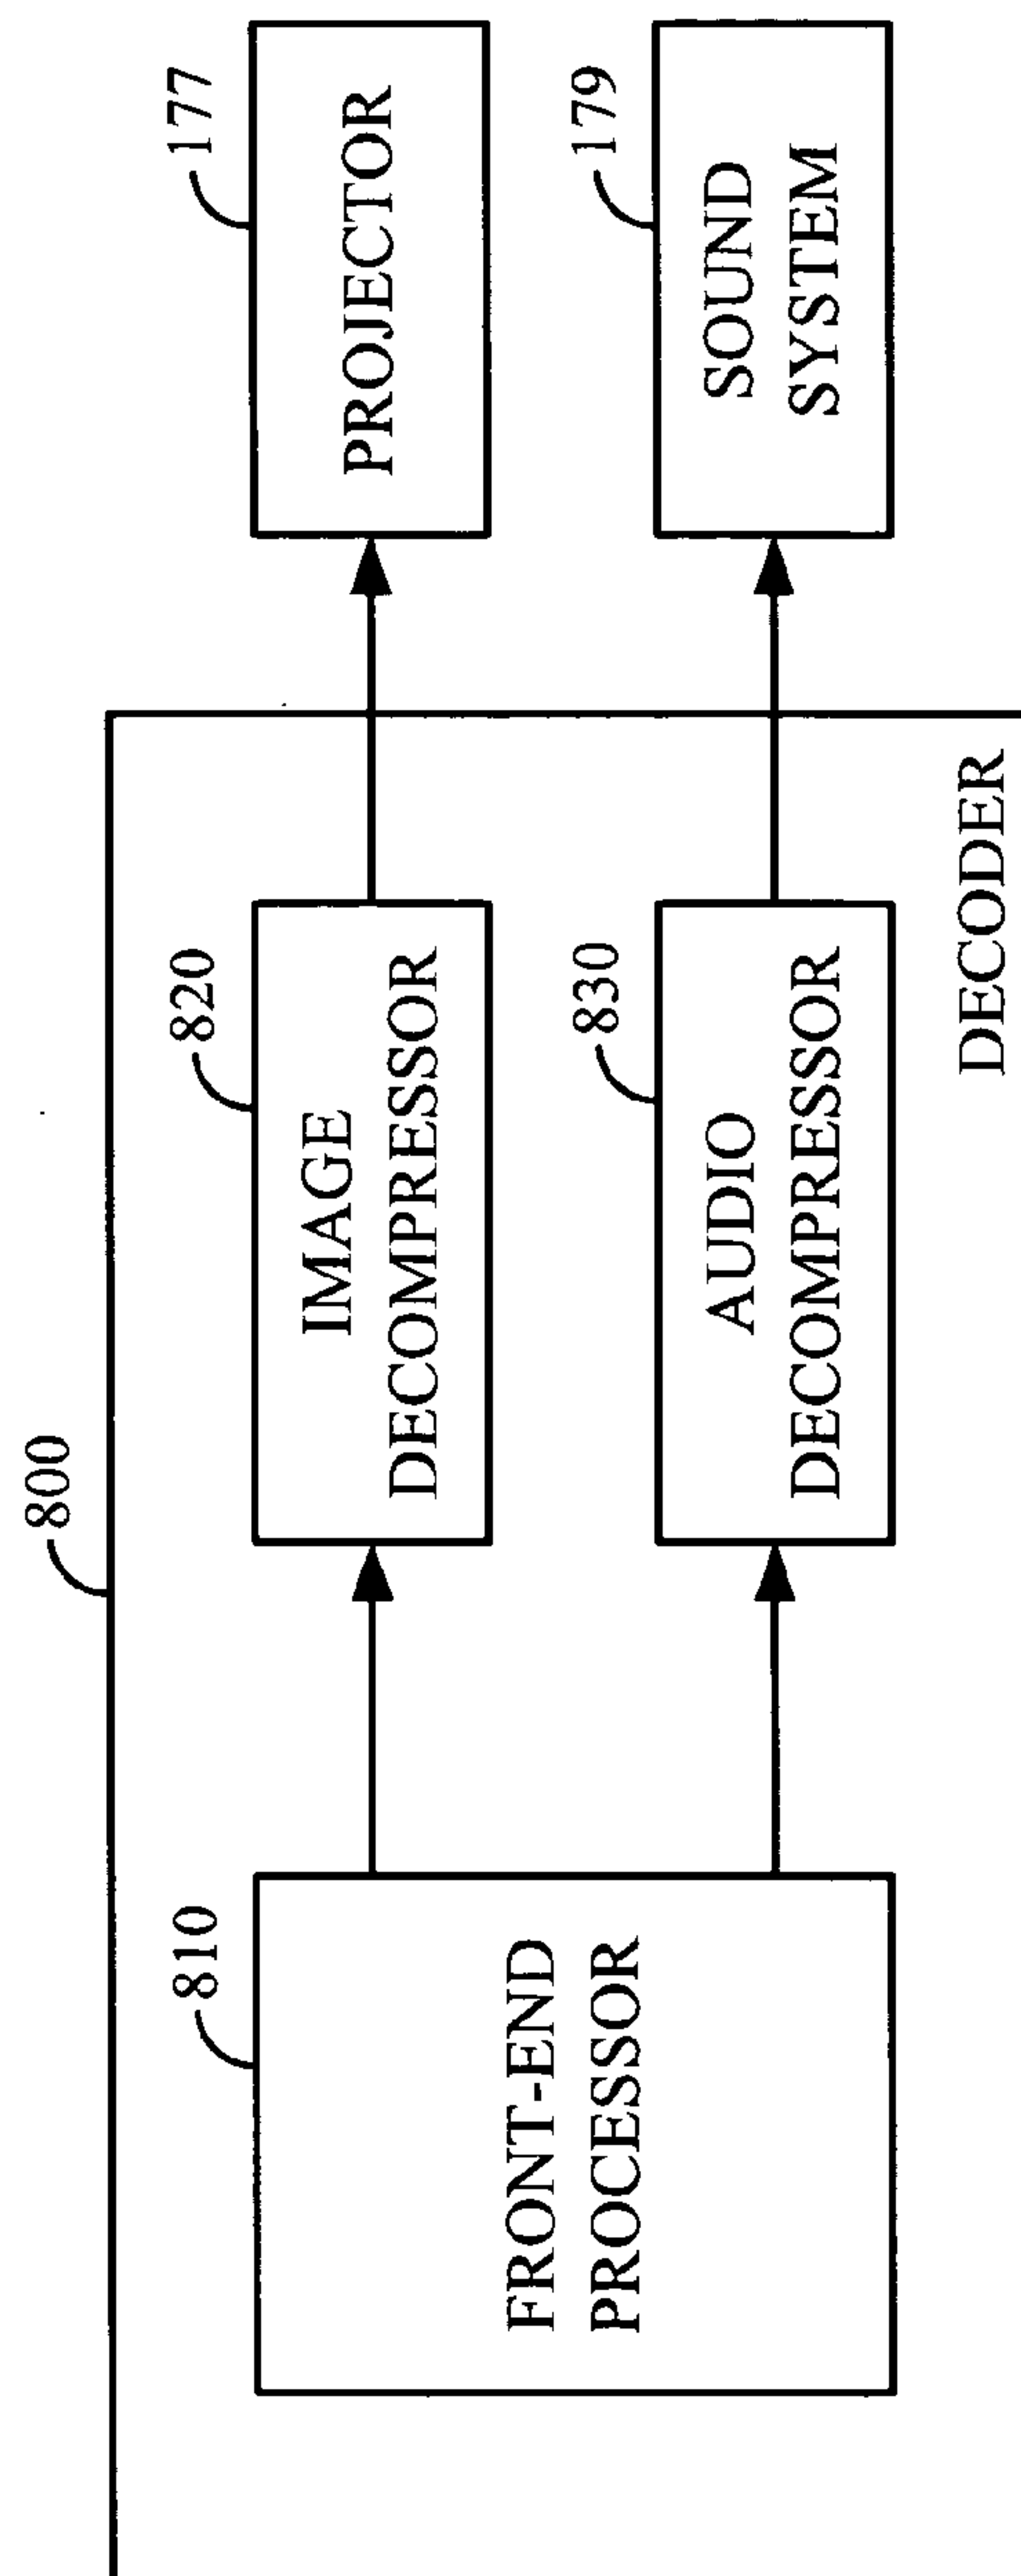 800
810
FRONT-END
PROCESSOR
820
IMAGE
DECOMPRESSOR
177
PROJECTOR
830
AUDIO
DECOMPRESSOR
179
SOUND
SYSTEM
DECODER